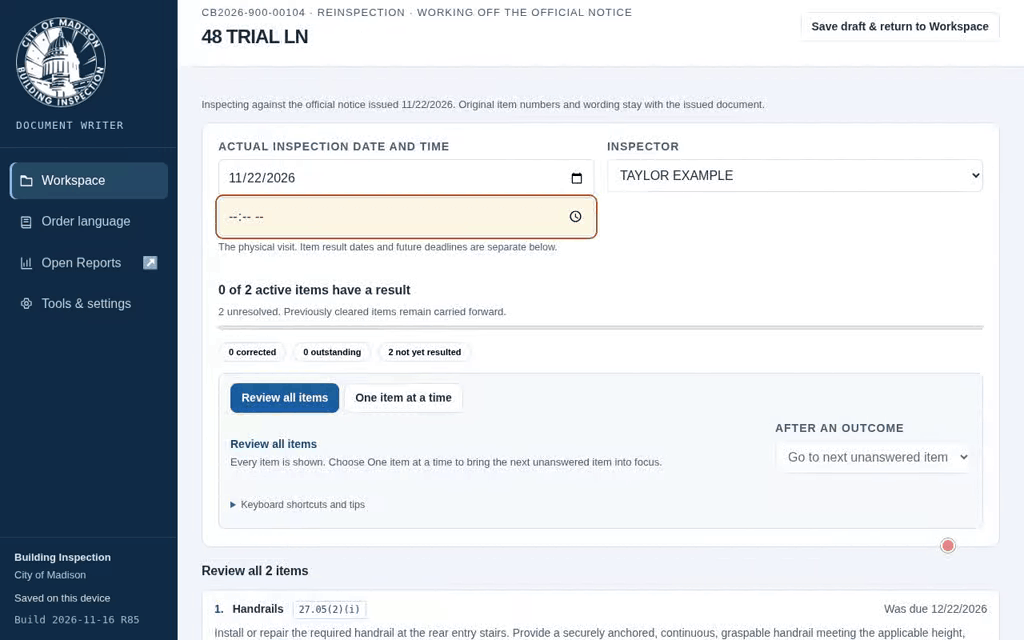 CITY OF MADISON
BUILDING INSPECTION
DOCUMENT WRITER
Workspace
Order language
Open Reports
Tools & settings
Building Inspection
City of Madison
Saved on this device
Build 2026-11-16 R85
CB2026-900-00104 · REINSPECTION · WORKING OFF THE OFFICIAL NOTICE
48 TRIAL LN
Save draft & return to Workspace
Inspecting against the official notice issued 11/22/2026. Original item numbers and wording stay with the issued document.
ACTUAL INSPECTION DATE AND TIME
11/22/2026
--:-- --
The physical visit. Item result dates and future deadlines are separate below.
INSPECTOR
TAYLOR EXAMPLE
0 of 2 active items have a result
2 unresolved. Previously cleared items remain carried forward.
0 corrected
0 outstanding
2 not yet resulted
Review all items
One item at a time
Review all items
Every item is shown. Choose One item at a time to bring the next unanswered item into focus.
AFTER AN OUTCOME
Go to next unanswered item
Keyboard shortcuts and tips
Review all 2 items
1. Handrails 27.05(2)(i)
Was due 12/22/2026
Install or repair the required handrail at the rear entry stairs. Provide a securely anchored, continuous, graspable handrail meeting the applicable height,